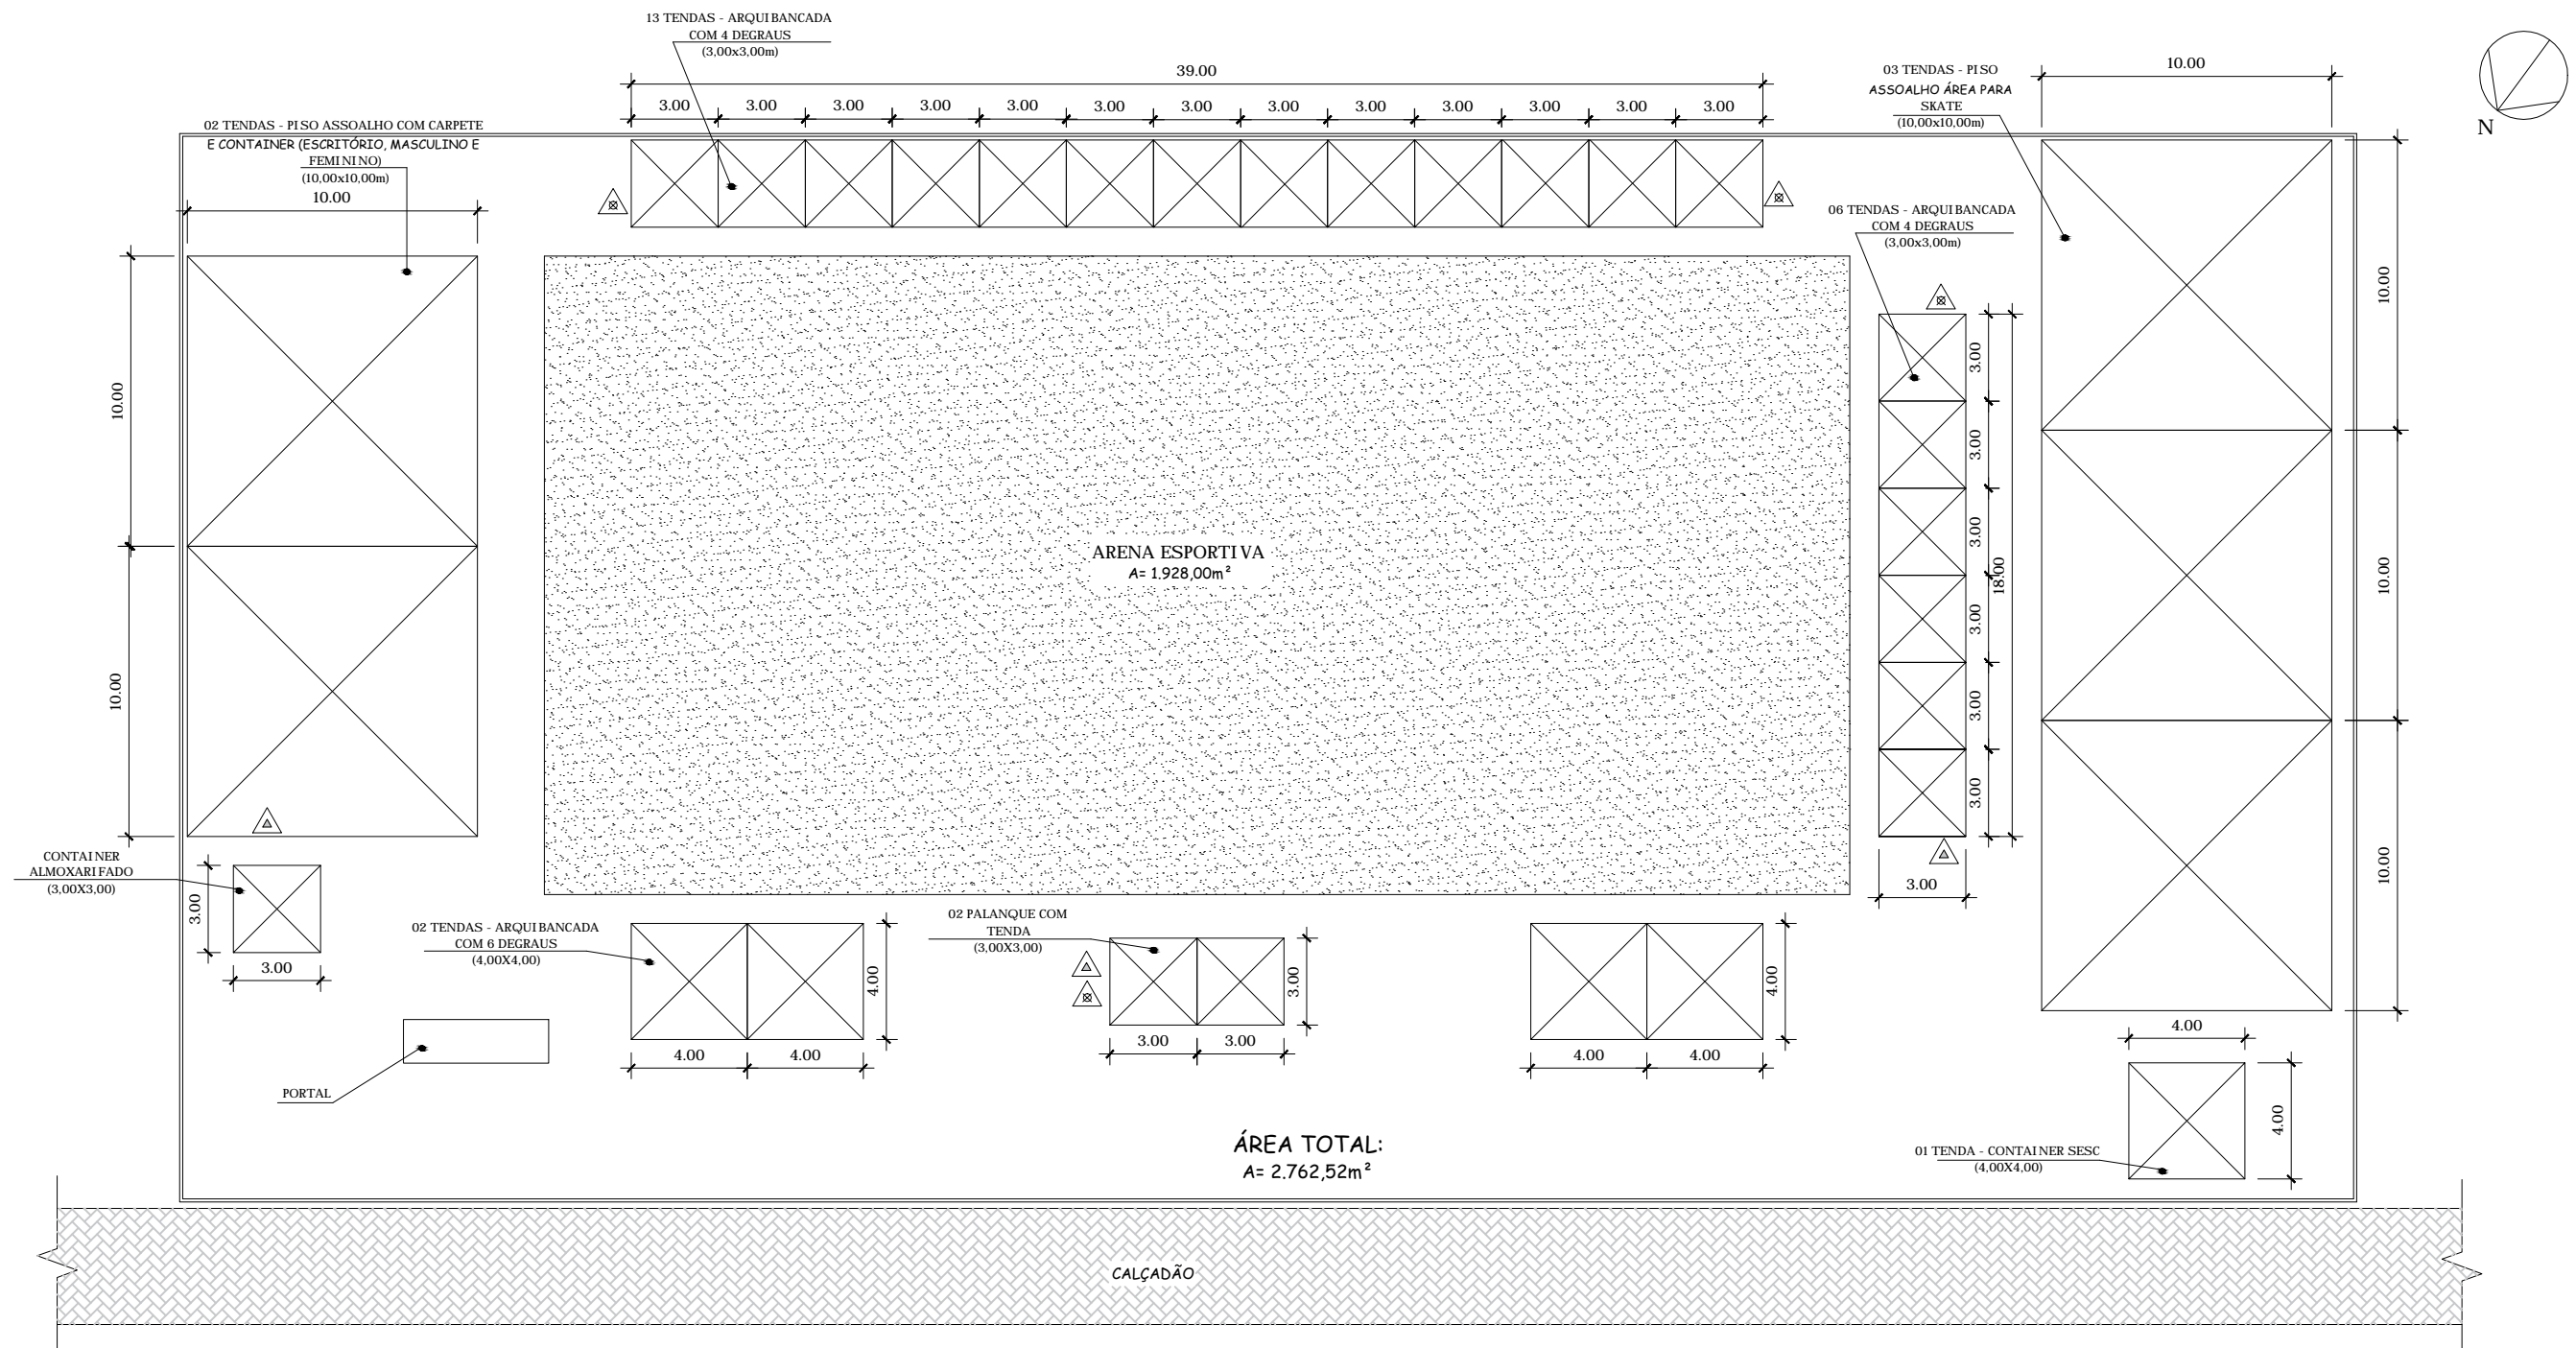 13 TENDAS - ARQUIBANCADA
COM 4 DEGRAUS
(3,00x3,00m)
39.00
3.00 3.00 3.00 3.00 3.00 3.00 3.00 3.00 3.00 3.00 3.00 3.00 3.00
03 TENDAS - PISO
ASSOALHO ÁREA PARA
SKATE
(10,00x10,00m)
10.00
N
02 TENDAS - PISO ASSOALHO COM CARPETE
E CONTAINER (ESCRITÓRIO, MASCULINO E
FEMININO)
(10,00x10,00m)
10.00
06 TENDAS - ARQUIBANCADA
COM 4 DEGRAUS
(3,00x3,00m)
10.00
10.00
3.00
3.00
3.00
3.00
3.00
3.00
18.00
3.00
10.00
10.00
10.00
ARENA ESPORTIVA
A= 1.928,00m²
CONTAINER
ALMOXARIFADO
(3,00X3,00)
3.00
3.00
02 TENDAS - ARQUIBANCADA
COM 6 DEGRAUS
(4,00X4,00)
4.00
4.00 4.00
02 PALANQUE COM
TENDA
(3,00X3,00)
3.00
3.00 3.00
4.00
4.00 4.00
PORTAL
4.00
4.00
01 TENDA - CONTAINER SESC
(4,00X4,00)
ÁREA TOTAL:
A= 2.762,52m²
CALÇADÃO